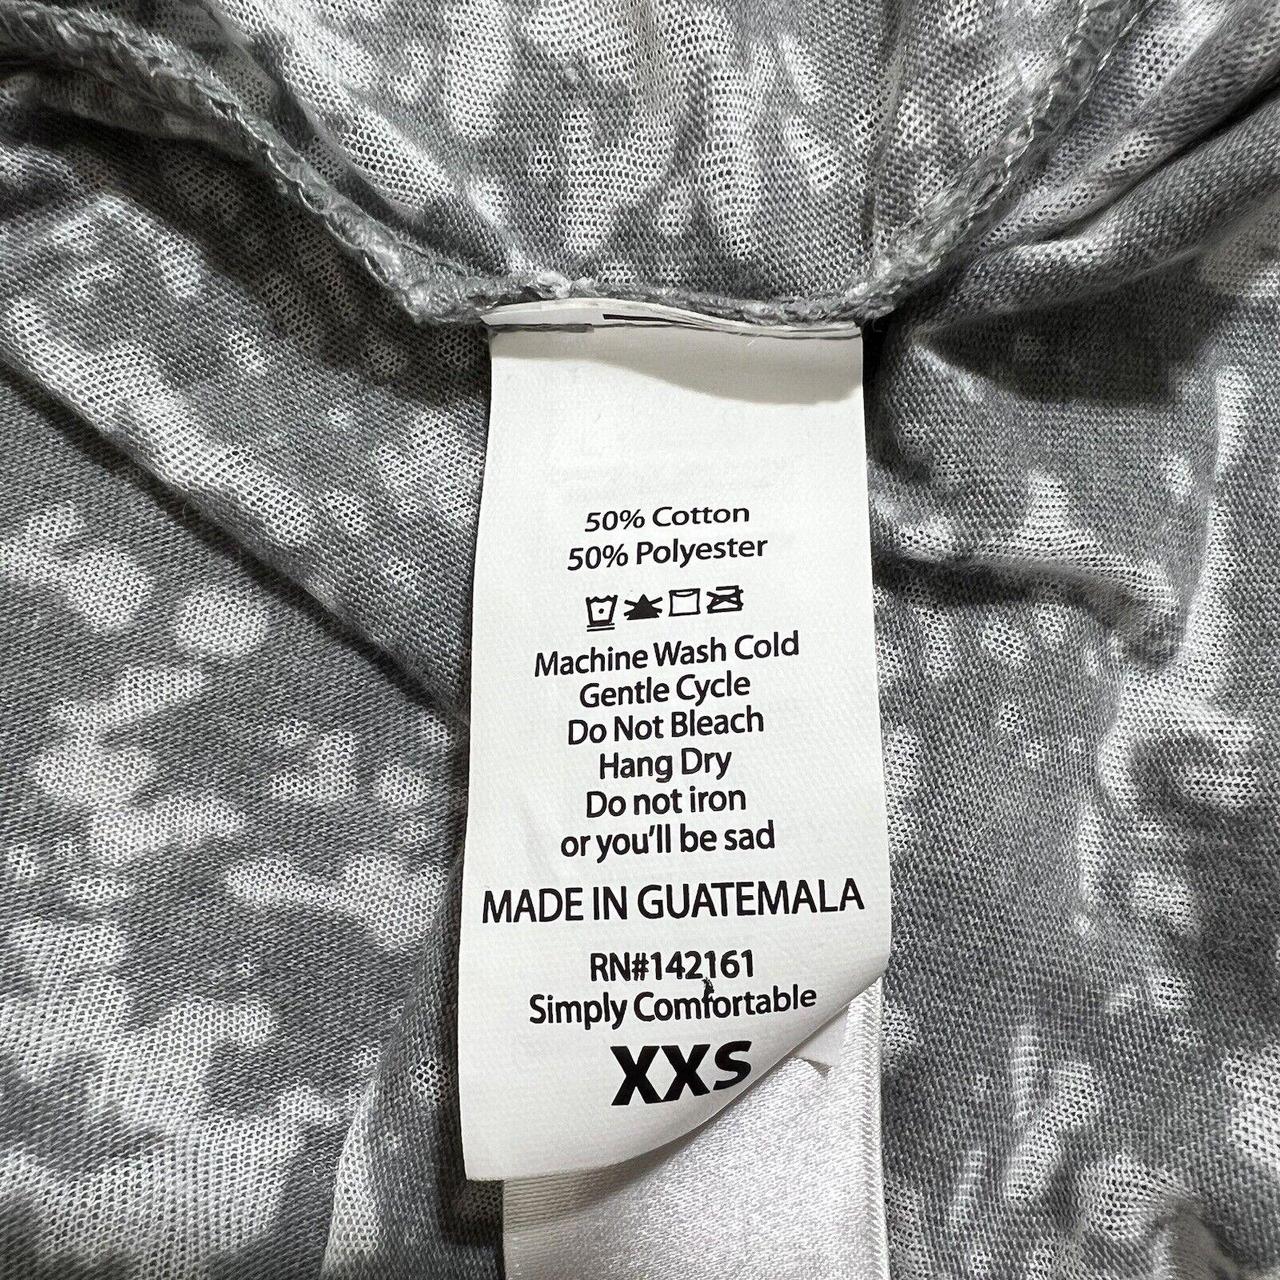 50% Cotton
50% Polyester
Machine Wash Cold
Gentle Cycle
Do Not Bleach
Hang Dry
Do not iron
or you'll be sad
MADE IN GUATEMALA
RN#142161
Simply Comfortable
XXS